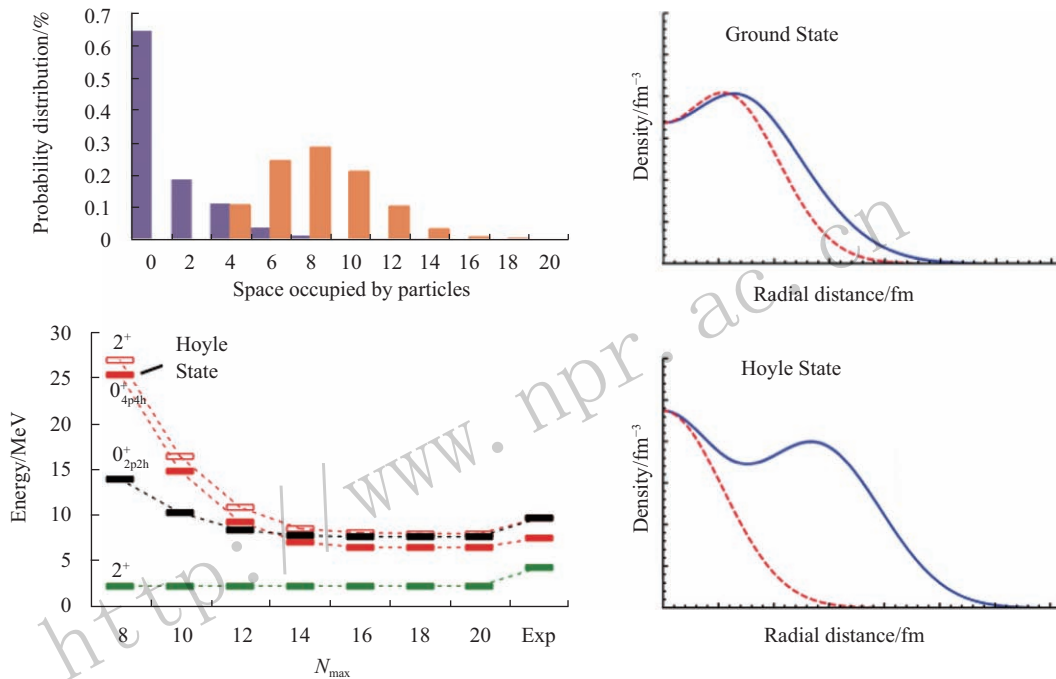 0.7
0.6
0.5
0.4
0.3
0.2
0.1
0
Probability distribution/%
0 2 4 6 8 10 12 14 16 18 20
Space occupied by particles
Ground State
Density/fm⁻³
Radial distance/fm
30
25
20
15
10
5
0
Energy/MeV
2⁺
0⁺4p4h
0⁺2p2h
2⁺
Hoyle
State
8 10 12 14 16 18 20 Exp
Nmax
Hoyle State
Density/fm⁻³
Radial distance/fm
http://www.npr.ac.cn